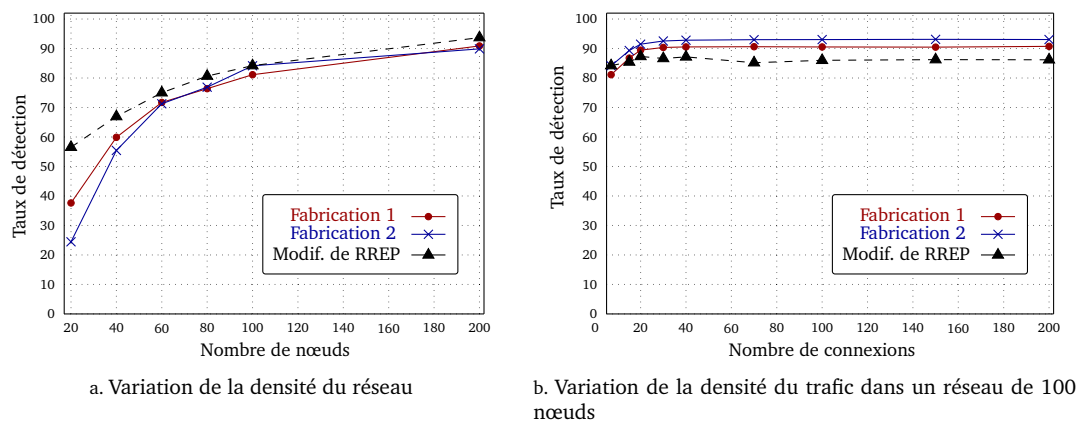 100
90
80
70
60
50
40
30
20
10
0
Taux de détection
Fabrication 1
Fabrication 2
Modif. de RREP
20 40 60 80 100 120 140 160 180 200
Nombre de nœuds
a. Variation de la densité du réseau
100
90
80
70
60
50
40
30
20
10
0
Taux de détection
Fabrication 1
Fabrication 2
Modif. de RREP
0 20 40 60 80 100 120 140 160 180 200
Nombre de connexions
b. Variation de la densité du trafic dans un réseau de 100
nœuds